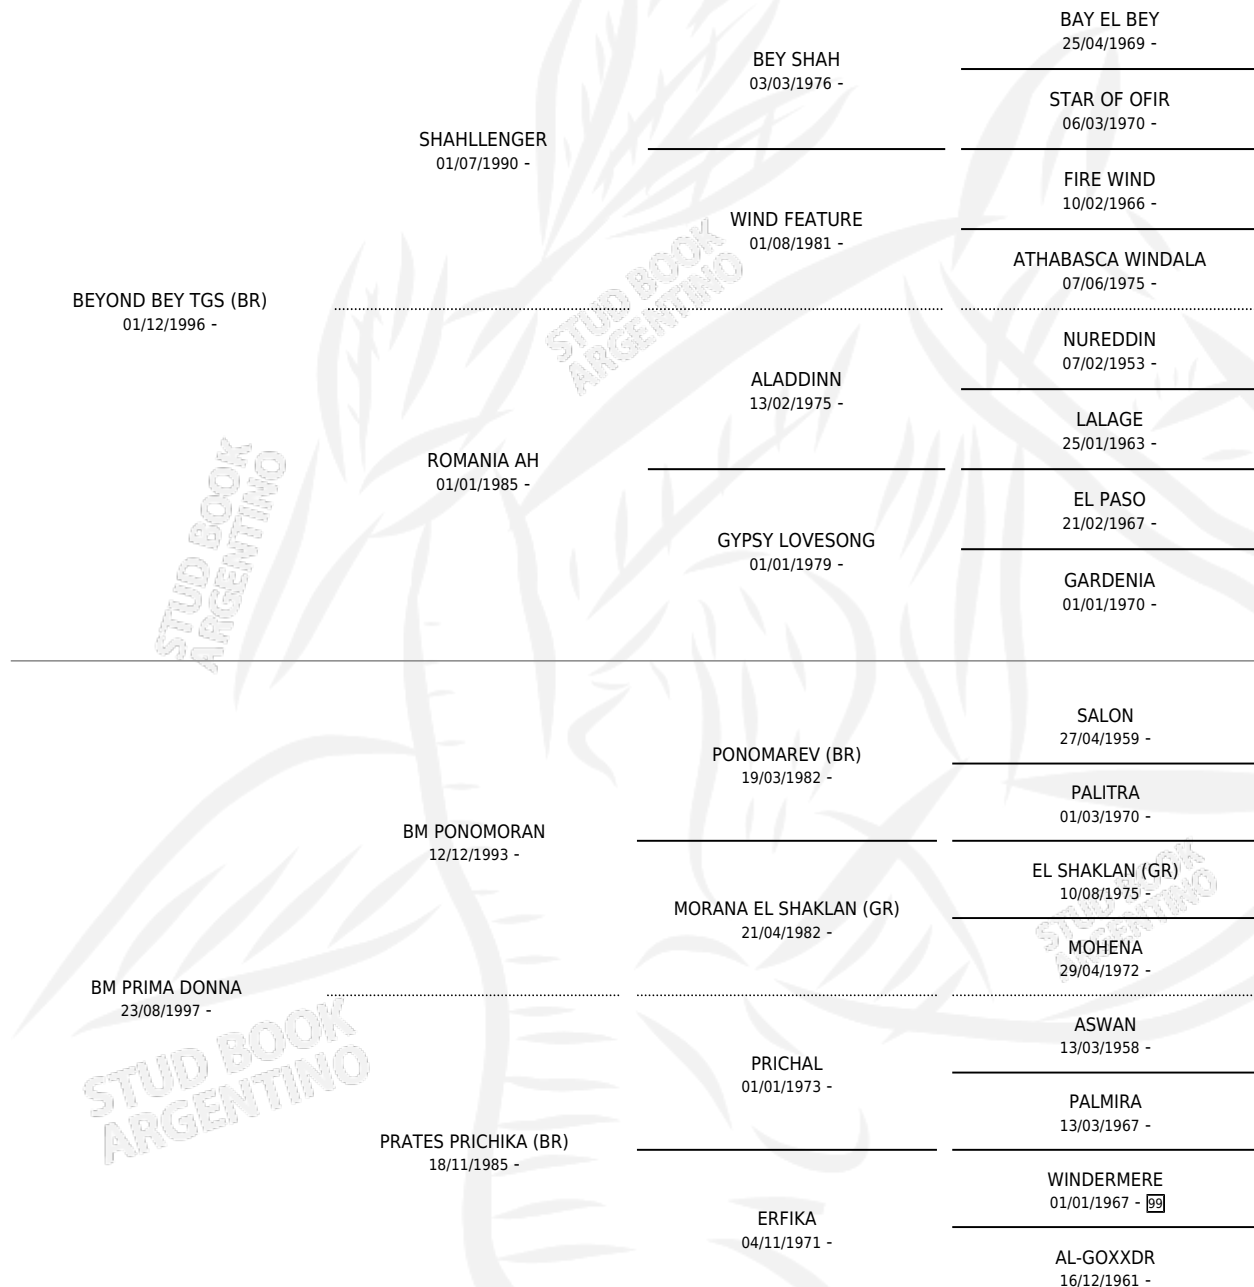 BEYOND BEY TGS (BR)
01/12/1996 -
SHAHLLENGER
01/07/1990 -
BEY SHAH
03/03/1976 -
BAY EL BEY
25/04/1969 -
STAR OF OFIR
06/03/1970 -
WIND FEATURE
01/08/1981 -
FIRE WIND
10/02/1966 -
ATHABASCA WINDALA
07/06/1975 -
ROMANIA AH
01/01/1985 -
ALADDINN
13/02/1975 -
NUREDDIN
07/02/1953 -
LALAGE
25/01/1963 -
GYPSY LOVESONG
01/01/1979 -
EL PASO
21/02/1967 -
GARDENIA
01/01/1970 -
BM PRIMA DONNA
23/08/1997 -
BM PONOMORAN
12/12/1993 -
PONOMAREV (BR)
19/03/1982 -
SALON
27/04/1959 -
PALITRA
01/03/1970 -
MORANA EL SHAKLAN (GR)
21/04/1982 -
EL SHAKLAN (GR)
10/08/1975 -
MOHENA
29/04/1972 -
PRATES PRICHIKA (BR)
18/11/1985 -
PRICHAL
01/01/1973 -
ASWAN
13/03/1958 -
PALMIRA
13/03/1967 -
ERFIKA
04/11/1971 -
WINDERMERE
01/01/1967 - 99
AL-GOXXDR
16/12/1961 -
STUD BOOK
ARGENTINO
STUD BOOK
ARGENTINO
STUD BOOK
ARGENTINO
STUD BOOK
ARGENTINO